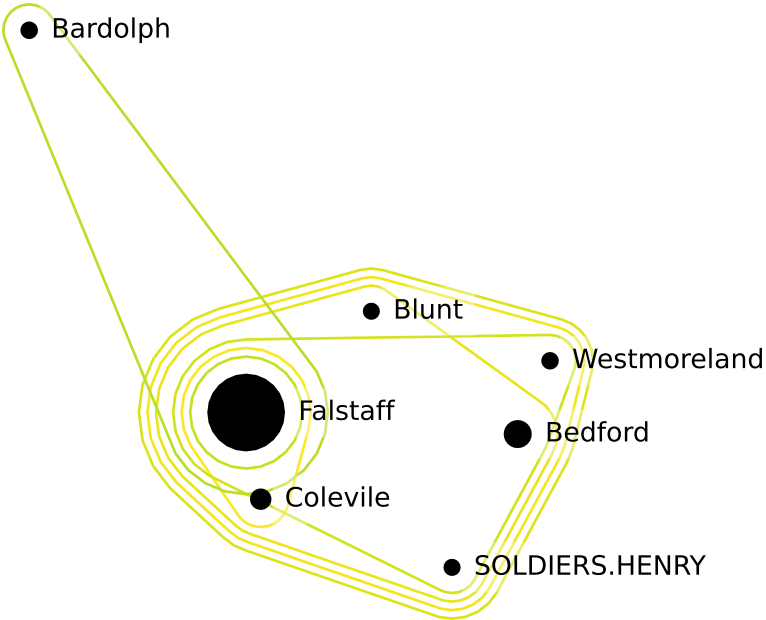 Bardolph
Blunt
Westmoreland
Falstaff
Bedford
Colevile
SOLDIERS.HENRY